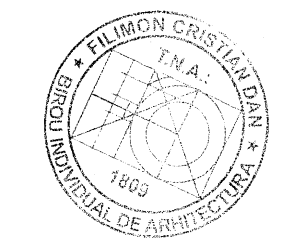 ★ FILIMON CRISTIAN DAN ★
BIROU INDIVIDUAL DE ARHITECTURA
T.N.A.:
1809